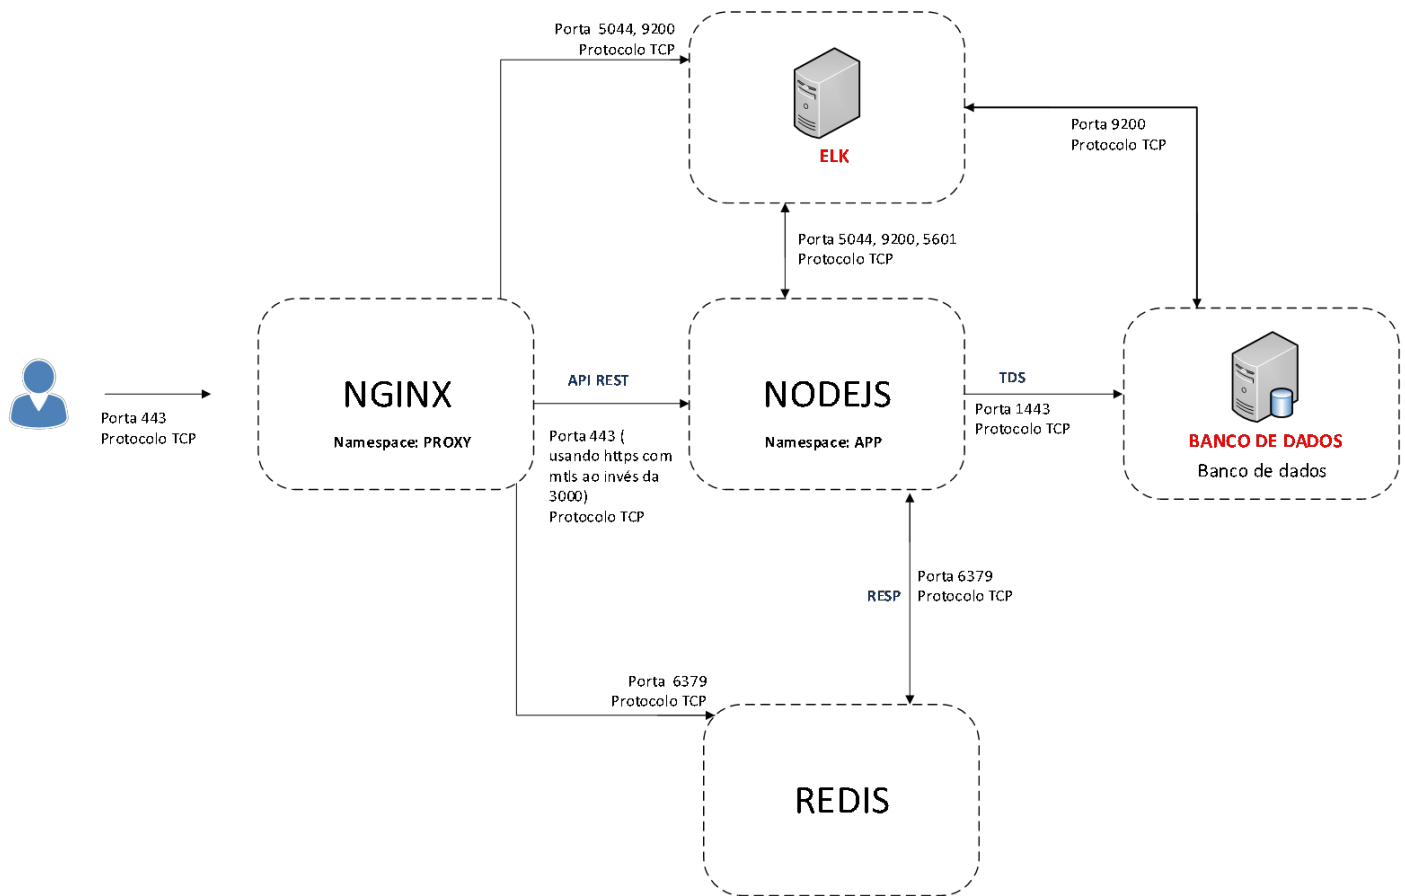 Porta 5044, 9200
Protocolo TCP
ELK
Porta 9200
Protocolo TCP
Porta 5044, 9200, 5601
Protocolo TCP
Porta 443
Protocolo TCP
NGINX
Namespace: PROXY
API REST
Porta 443 (
usando https com
mtls ao invés da
3000)
Protocolo TCP
NODEJS
Namespace: APP
TDS
Porta 1443
Protocolo TCP
BANCO DE DADOS
Banco de dados
RESP
Porta 6379
Protocolo TCP
Porta 6379
Protocolo TCP
REDIS